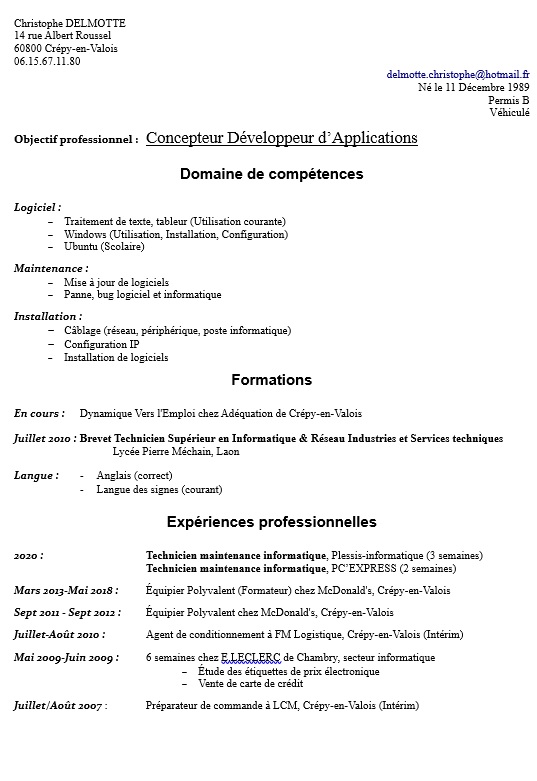 Christophe DELMOTTE
14 rue Albert Roussel
60800 Crépy-en-Valois
06.15.67.11.80
delmotte.christophe@hotmail.fr
Né le 11 Décembre 1989
Permis B
Véhiculé
Objectif professionnel : Concepteur Développeur d'Applications
Domaine de compétences
Logiciel :
- Traitement de texte, tableur (Utilisation courante)
- Windows (Utilisation, Installation, Configuration)
- Ubuntu (Scolaire)
Maintenance :
- Mise à jour de logiciels
- Panne, bug logiciel et informatique
Installation :
- Câblage (réseau, périphérique, poste informatique)
- Configuration IP
- Installation de logiciels
Formations
En cours : Dynamique Vers l'Emploi chez Adéquation de Crépy-en-Valois
Juillet 2010 : Brevet Technicien Supérieur en Informatique & Réseau Industries et Services techniques
Lycée Pierre Méchain, Laon
Langue : - Anglais (correct)
- Langue des signes (courant)
Expériences professionnelles
2020 : Technicien maintenance informatique, Plessis-informatique (3 semaines)
Technicien maintenance informatique, PC'EXPRESS (2 semaines)
Mars 2013-Mai 2018 : Équipier Polyvalent (Formateur) chez McDonald's, Crépy-en-Valois
Sept 2011 - Sept 2012 : Équipier Polyvalent chez McDonald's, Crépy-en-Valois
Juillet-Août 2010 : Agent de conditionnement à FM Logistique, Crépy-en-Valois (Intérim)
Mai 2009-Juin 2009 : 6 semaines chez E.LECLERC de Chambry, secteur informatique
- Étude des étiquettes de prix électronique
- Vente de carte de crédit
Juillet/Août 2007 : Préparateur de commande à LCM, Crépy-en-Valois (Intérim)